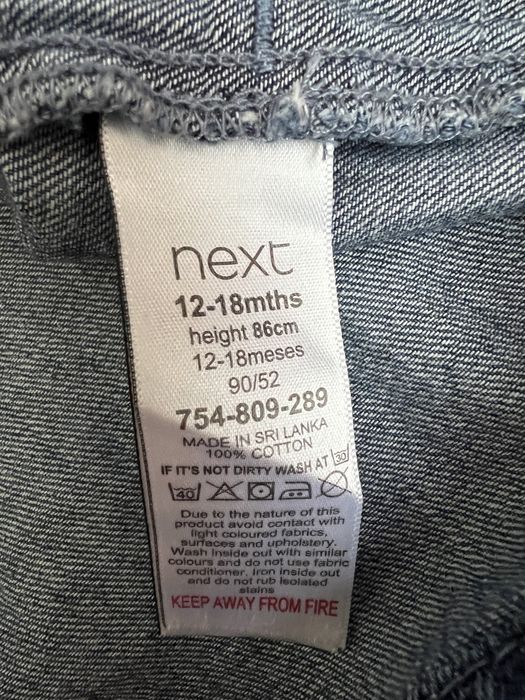 next
12-18mths
height 86cm
12-18meses
90/52
754-809-289
MADE IN SRI LANKA
100% COTTON
IF IT'S NOT DIRTY WASH AT 30
40
Due to the nature of this
product avoid contact with
light coloured fabrics,
surfaces and upholstery.
Wash inside out with similar
colours and do not use fabric
conditioner. Iron inside out
and do not rub isolated
stains
KEEP AWAY FROM FIRE